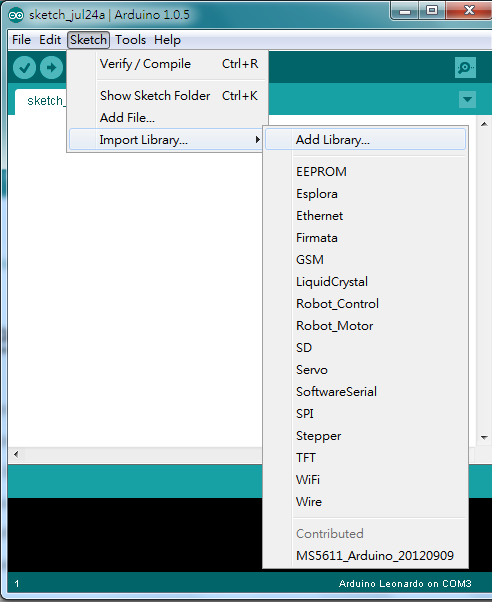 sketch_jul24a | Arduino 1.0.5
File Edit Sketch Tools Help
Verify / Compile Ctrl+R
Show Sketch Folder Ctrl+K
sketch_
Add File...
Import Library...
Add Library...
EEPROM
Esplora
Ethernet
Firmata
GSM
LiquidCrystal
Robot_Control
Robot_Motor
SD
Servo
SoftwareSerial
SPI
Stepper
TFT
WiFi
Wire
Contributed
MS5611_Arduino_20120909
1 Arduino Leonardo on COM3